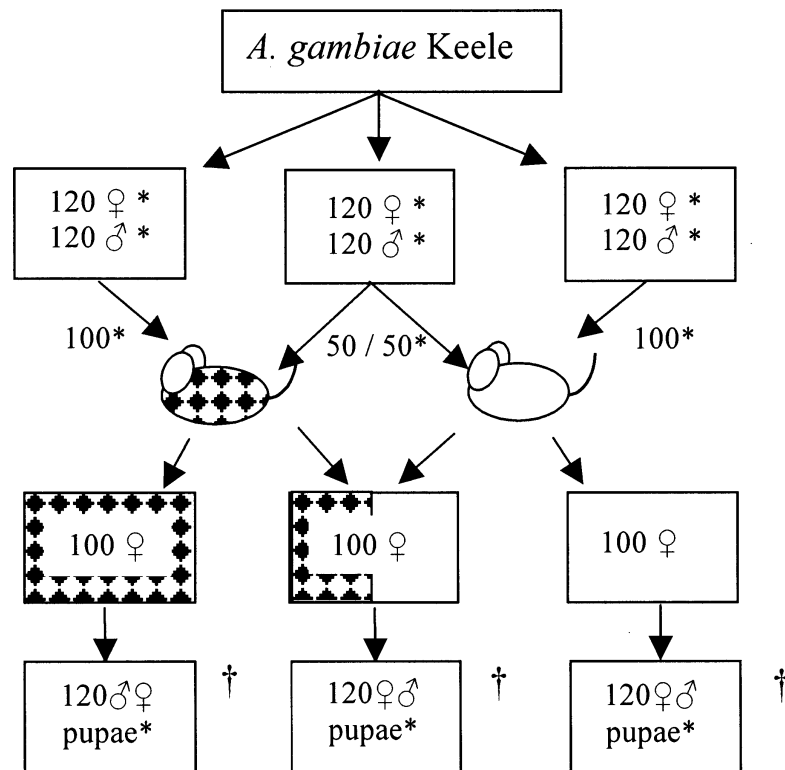 A. gambiae Keele
120 ♀ *
120 ♂ *
120 ♀ *
120 ♂ *
120 ♀ *
120 ♂ *
100*
50 / 50*
100*
100 ♀
100 ♀
100 ♀
120♂♀
pupae*
†
120♀♂
pupae*
†
120♀♂
pupae*
†